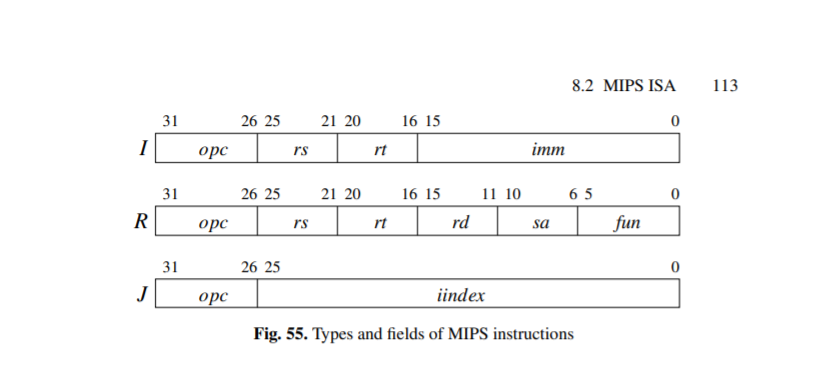 8.2 MIPS ISA 113
31 26 25 21 20 16 15 0
I opc rs rt imm
31 26 25 21 20 16 15 11 10 6 5 0
R opc rs rt rd sa fun
31 26 25 0
J opc iindex
Fig. 55. Types and fields of MIPS instructions